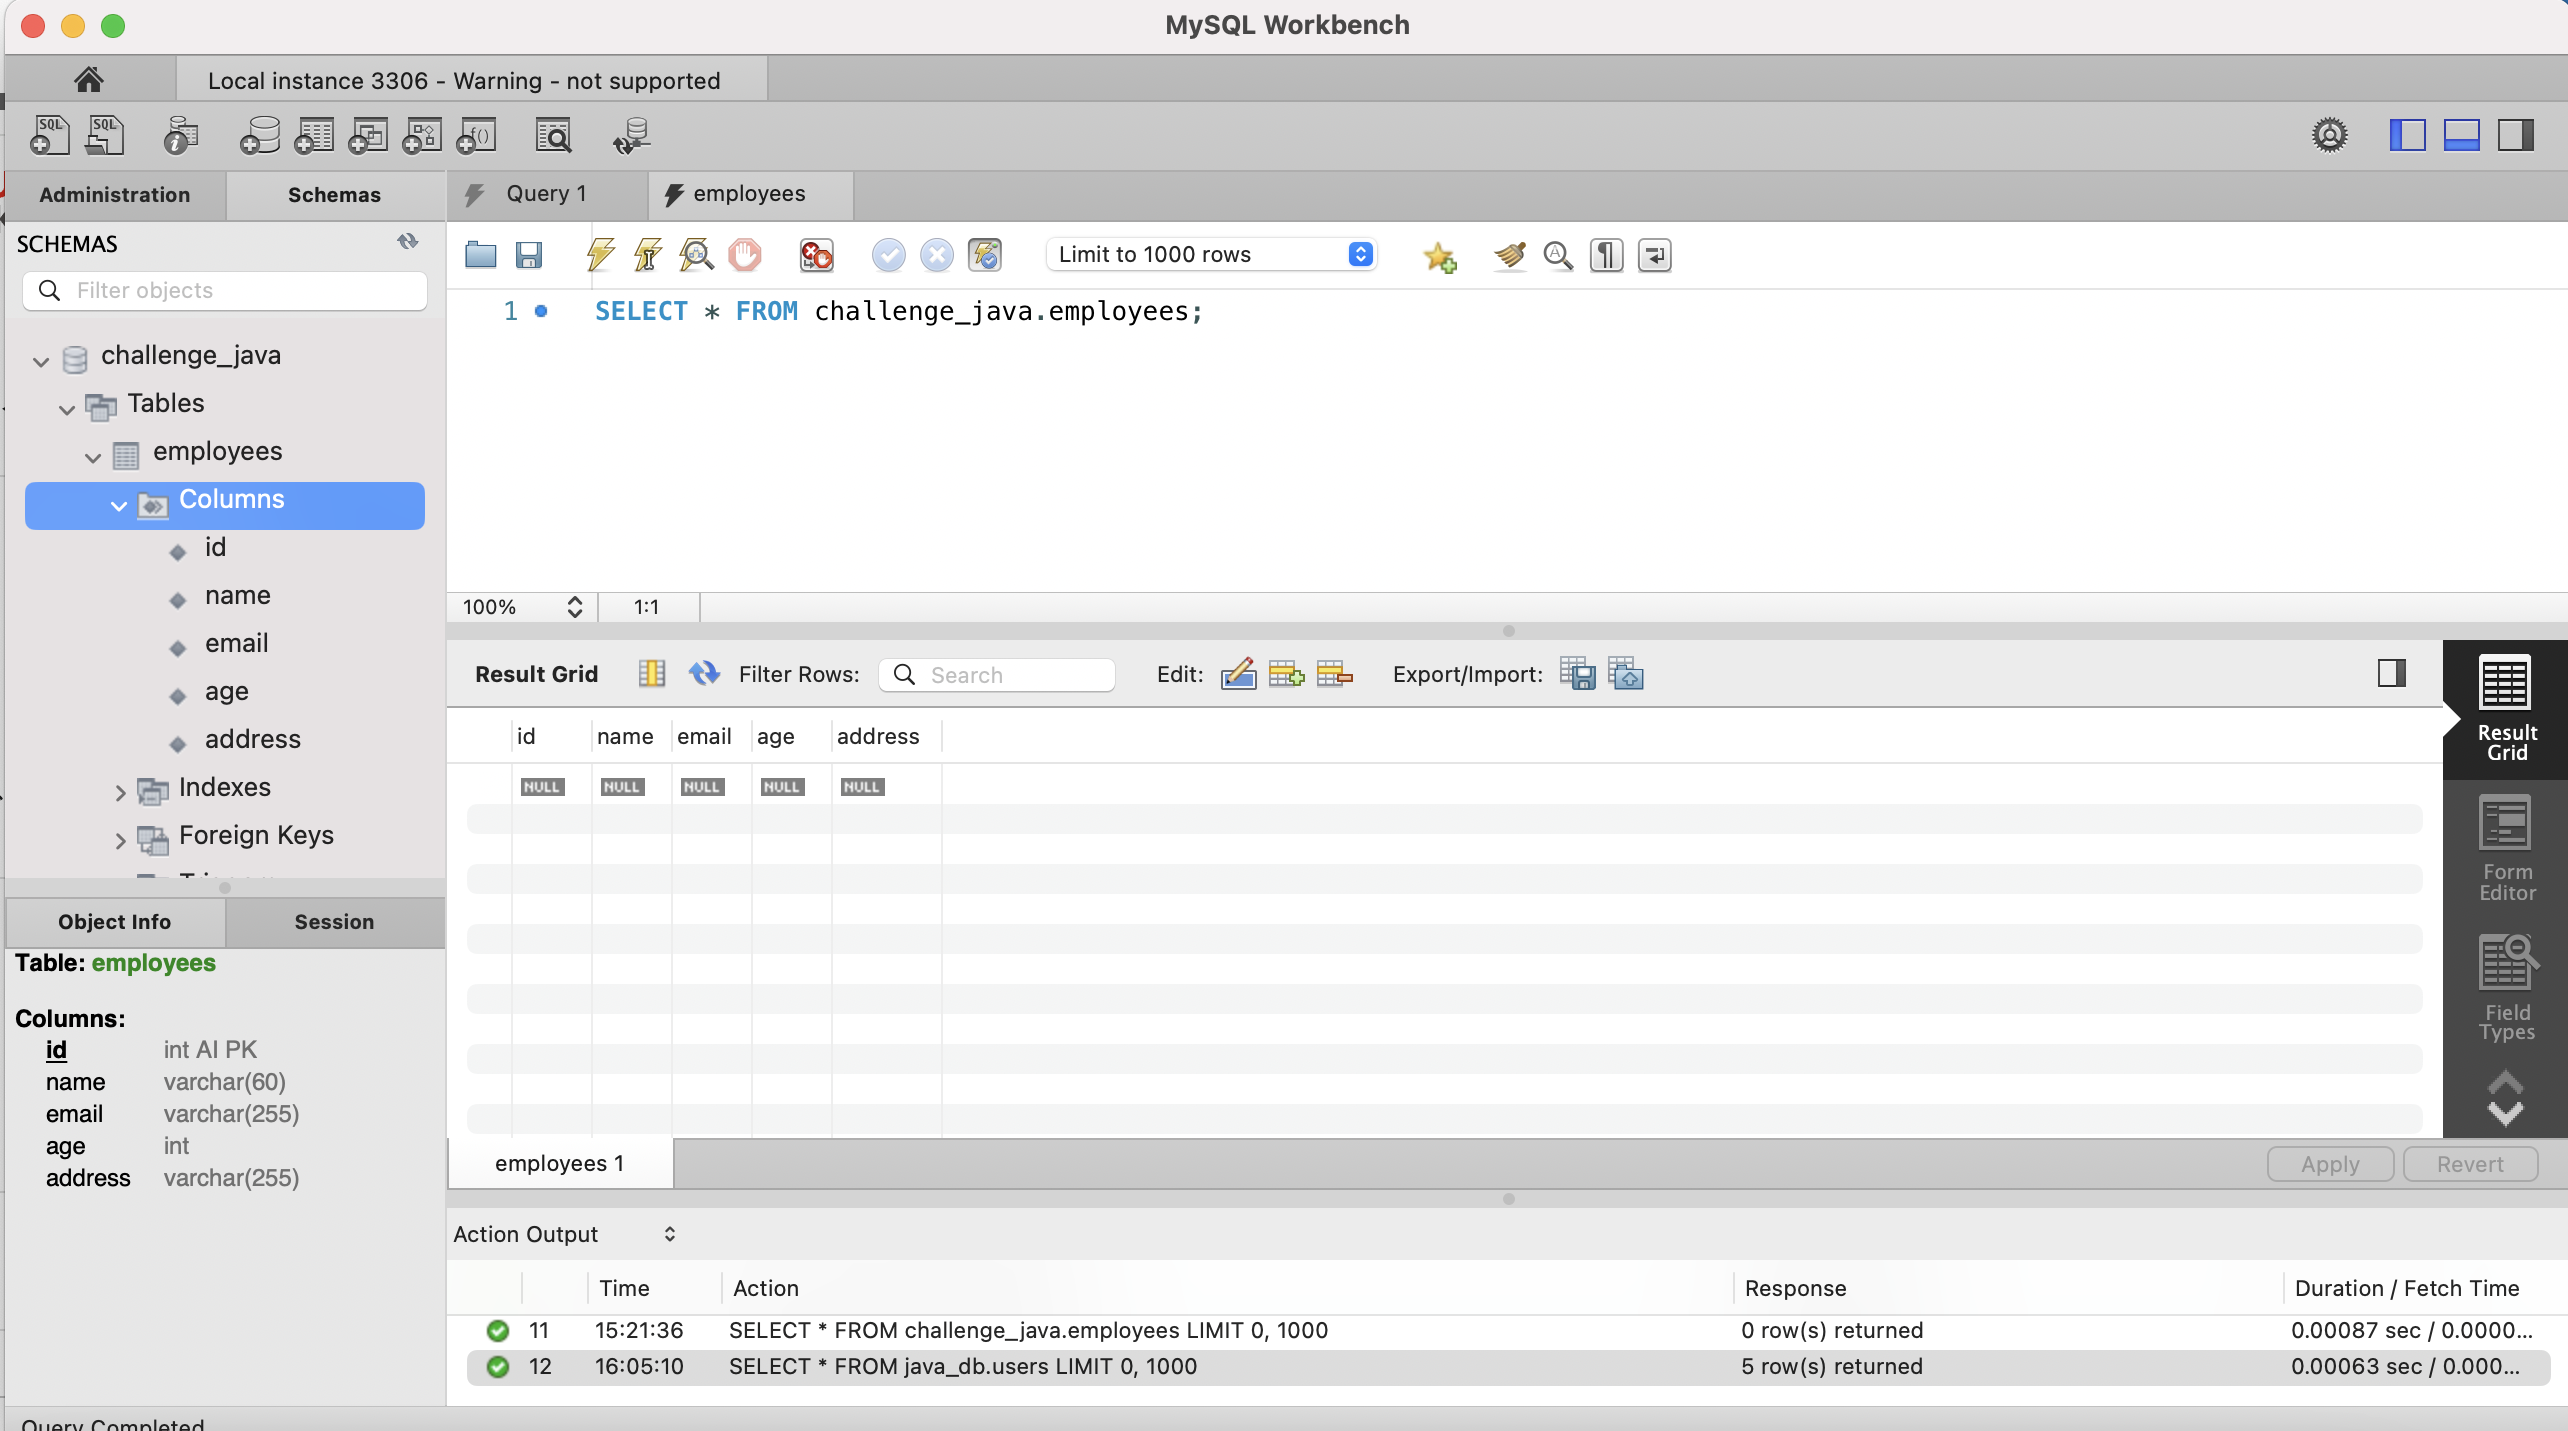 MySQL Workbench
Local instance 3306 - Warning - not supported
SQL
SQL
f()
Administration
Schemas
Query 1
employees
SCHEMAS
Filter objects
Limit to 1000 rows
1
SELECT * FROM challenge_java.employees;
challenge_java
Tables
employees
Columns
id
name
email
age
address
Indexes
Foreign Keys
100%
1:1
Result Grid
Filter Rows:
Search
Edit:
Export/Import:
id
name
email
age
address
NULL
NULL
NULL
NULL
NULL
Result
Grid
Form
Editor
Field
Types
Object Info
Session
Table: employees
Columns:
id int AI PK
name varchar(60)
email varchar(255)
age int
address varchar(255)
employees 1
Apply
Revert
Action Output
Time
Action
Response
Duration / Fetch Time
11 15:21:36 SELECT * FROM challenge_java.employees LIMIT 0, 1000 0 row(s) returned 0.00087 sec / 0.0000...
12 16:05:10 SELECT * FROM java_db.users LIMIT 0, 1000 5 row(s) returned 0.00063 sec / 0.000...
Query Completed